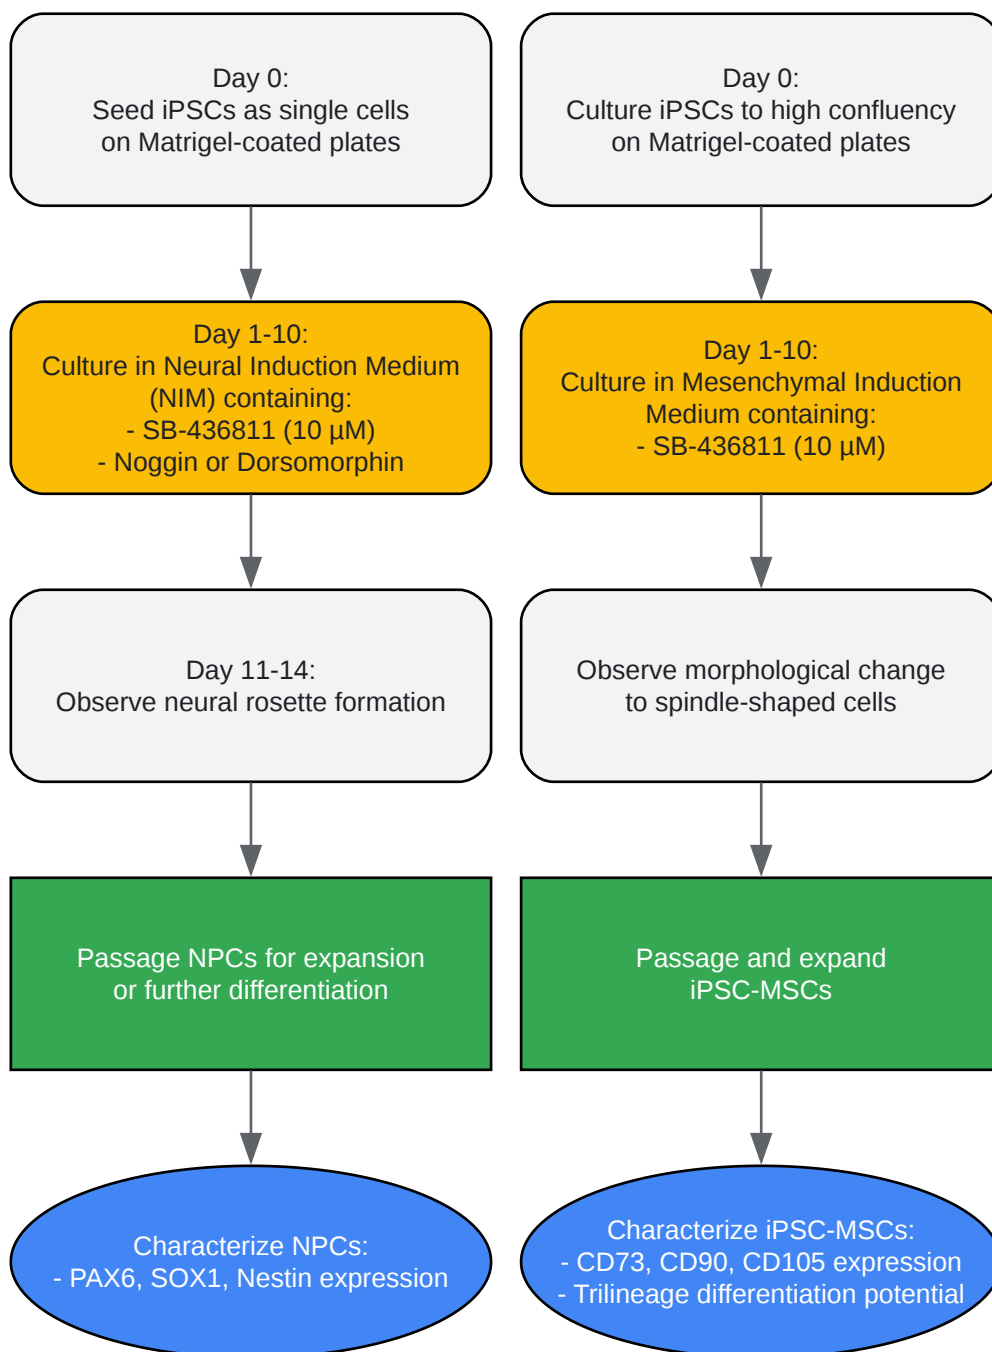 Day 0:
Seed iPSCs as single cells
on Matrigel-coated plates
Day 1-10:
Culture in Neural Induction Medium
(NIM) containing:
- SB-436811 (10 µM)
- Noggin or Dorsomorphin
Day 11-14:
Observe neural rosette formation
Passage NPCs for expansion
or further differentiation
Characterize NPCs:
- PAX6, SOX1, Nestin expression
Day 0:
Culture iPSCs to high confluency
on Matrigel-coated plates
Day 1-10:
Culture in Mesenchymal Induction
Medium containing:
- SB-436811 (10 µM)
Observe morphological change
to spindle-shaped cells
Passage and expand
iPSC-MSCs
Characterize iPSC-MSCs:
- CD73, CD90, CD105 expression
- Trilineage differentiation potential